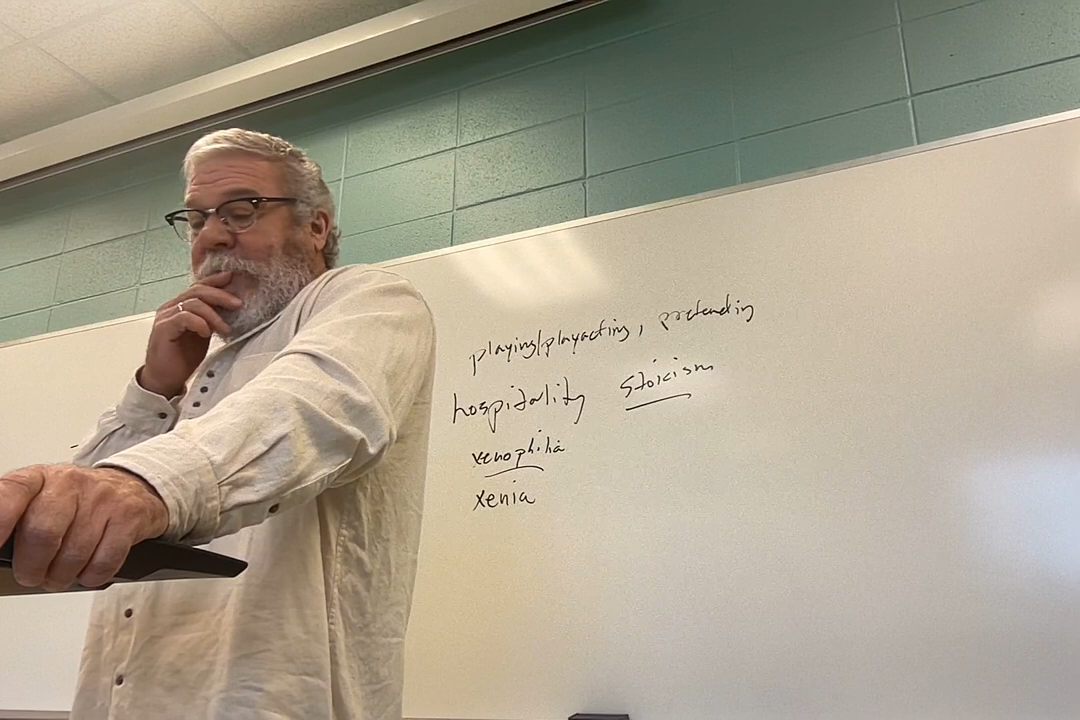 playing/playacting, pretending
hospitality stoicism
xenophilia
xenia